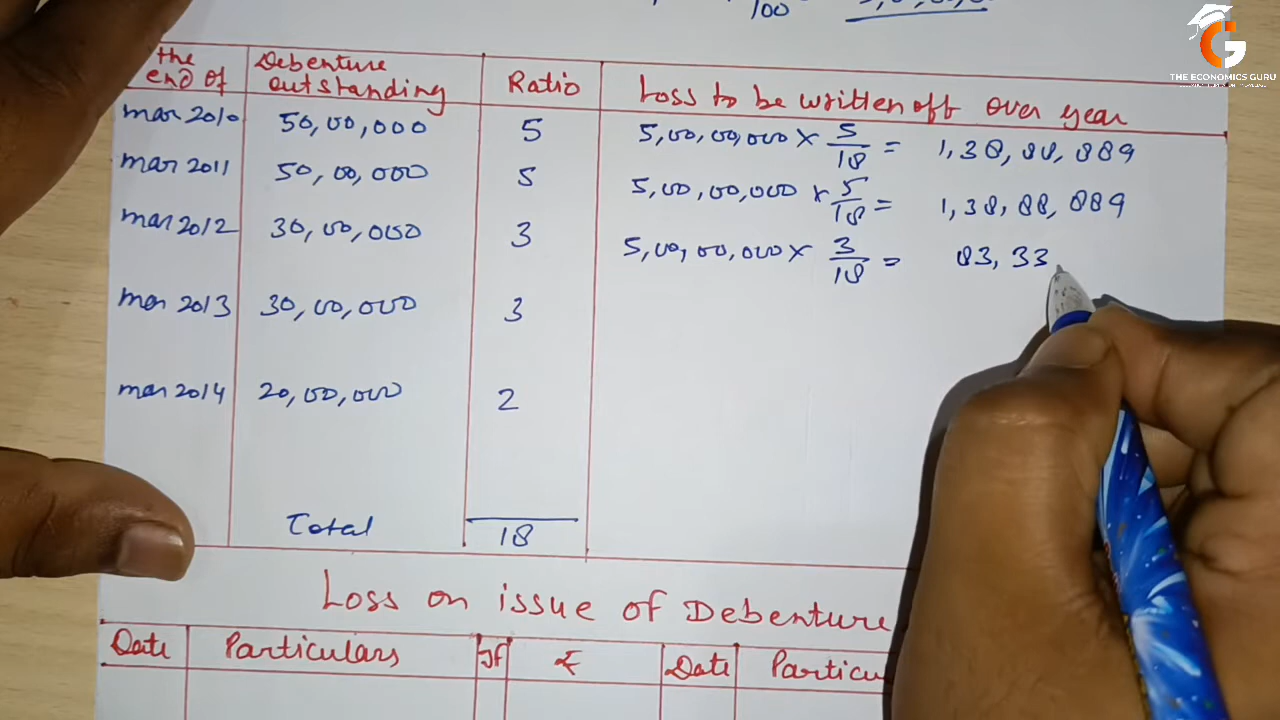 100
THE ECONOMICS GURU
the end of Debenture outstanding Ratio Loss to be written off over year
mar 2010 50,00,000 5 5,00,00,000 × 5/18 = 1,38,88,889
mar 2011 50,00,000 5 5,00,00,000 × 5/18 = 1,38,88,889
mar 2012 30,00,000 3 5,00,00,000 × 3/18 = 83,33
mar 2013 30,00,000 3
mar 2014 20,00,000 2
Total 18
Loss on issue of Debenture
Date Particulars Jf ₹ Date Particu